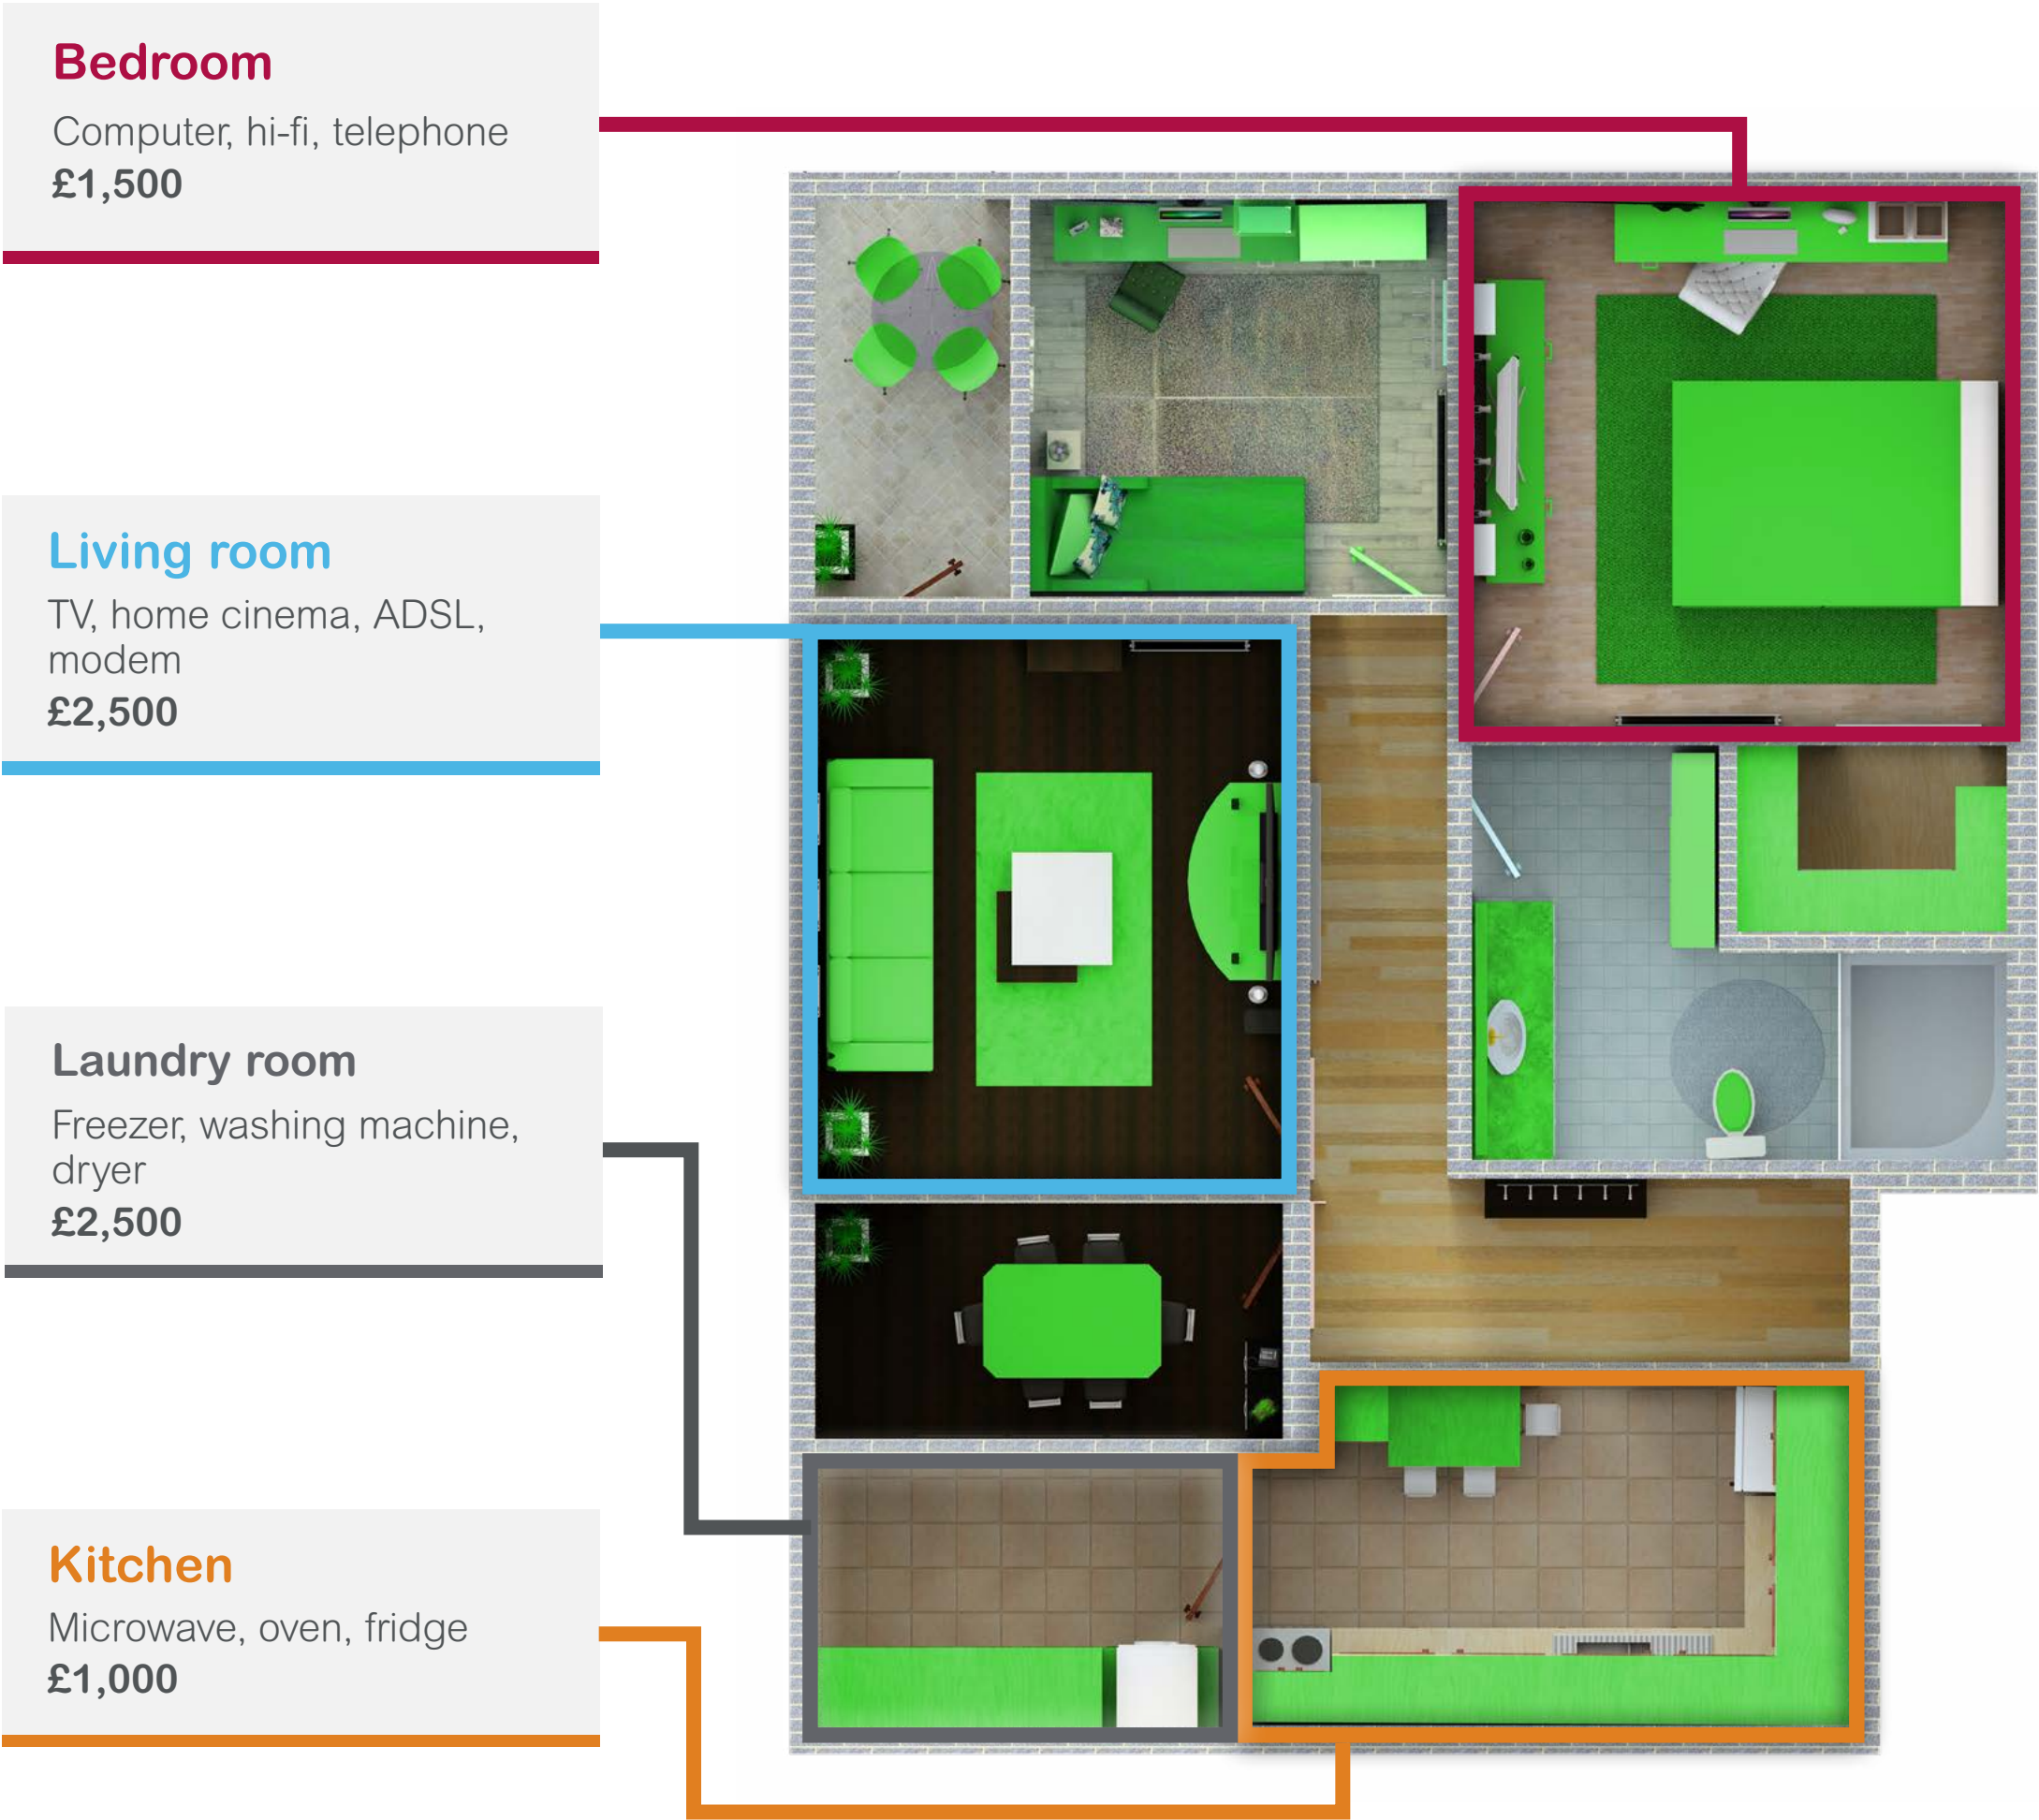 Bedroom
Computer, hi-fi, telephone
£1,500
Living room
TV, home cinema, ADSL,
modem
£2,500
Laundry room
Freezer, washing machine,
dryer
£2,500
Kitchen
Microwave, oven, fridge
£1,000